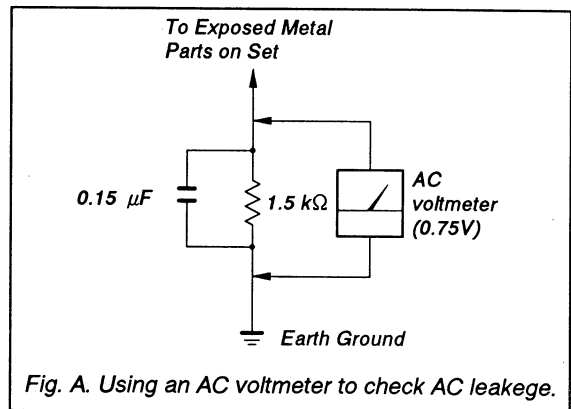 To Exposed Metal
Parts on Set
0.15 μF
1.5 kΩ
AC
voltmeter
(0.75V)
Earth Ground
Fig. A. Using an AC voltmeter to check AC leakege.